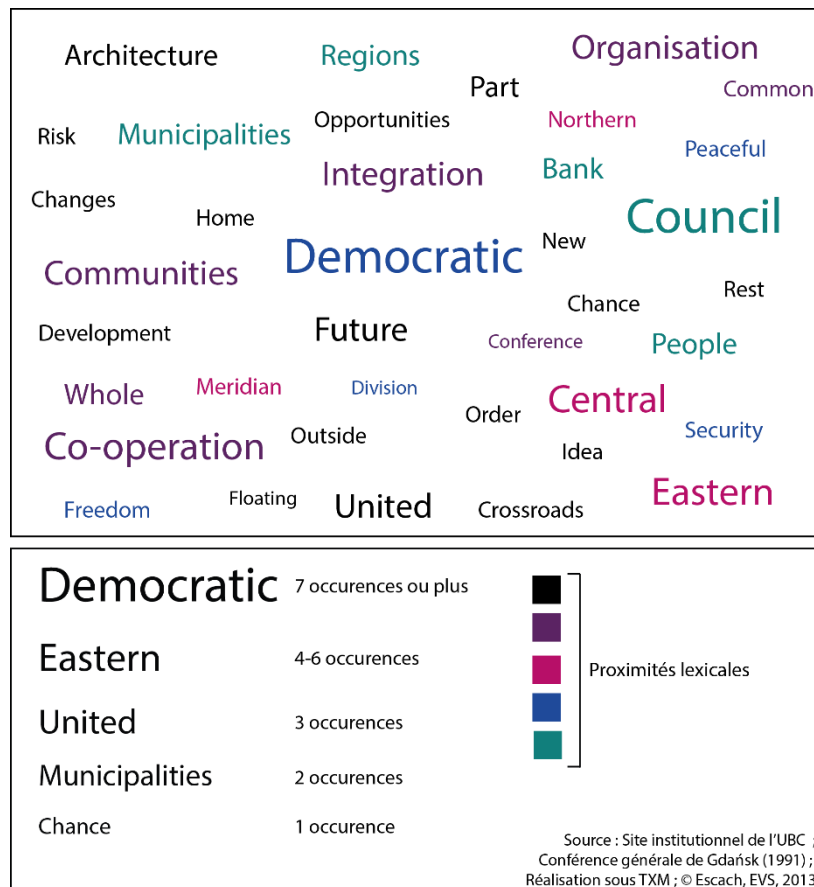 Architecture Regions Organisation
Part Common
Risk Municipalities Opportunities Northern
Peaceful
Integration Bank
Changes Home Council
Democratic New
Communities
Chance Rest
Development Future Conference People
Whole Meridian Division Central
Order
Co-operation Outside Idea Security
Freedom Floating United Crossroads Eastern
Democratic 7 occurences ou plus
Eastern 4-6 occurences
Proximités lexicales
United 3 occurences
Municipalities 2 occurences
Chance 1 occurence
Source : Site institutionnel de l'UBC ;
Conférence générale de Gdańsk (1991) ;
Réalisation sous TXM ; © Escach, EVS, 2013